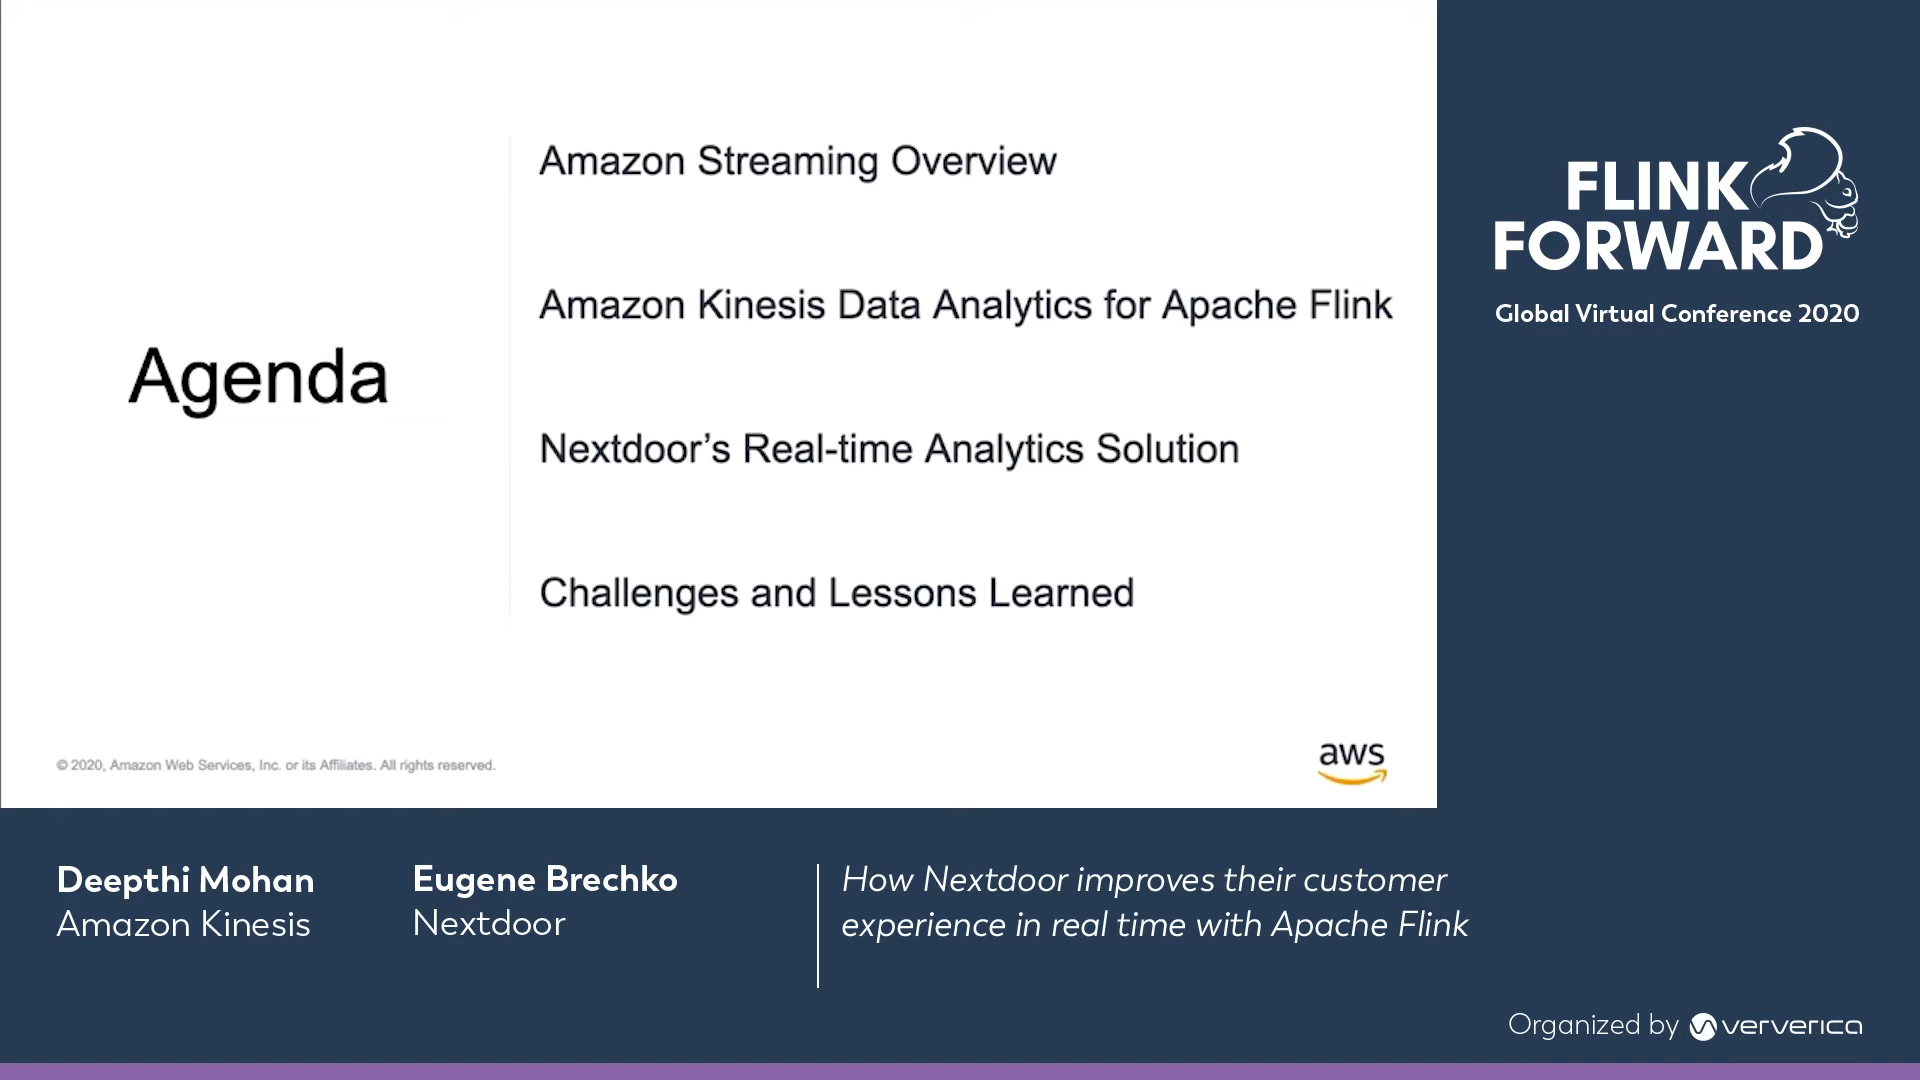 Agenda
Amazon Streaming Overview
Amazon Kinesis Data Analytics for Apache Flink
Nextdoor’s Real-time Analytics Solution
Challenges and Lessons Learned
© 2020, Amazon Web Services, Inc. or its Affiliates. All rights reserved.
aws
FLINK
FORWARD
Global Virtual Conference 2020
Deepthi Mohan
Amazon Kinesis
Eugene Brechko
Nextdoor
How Nextdoor improves their customer
experience in real time with Apache Flink
Organized by ververica